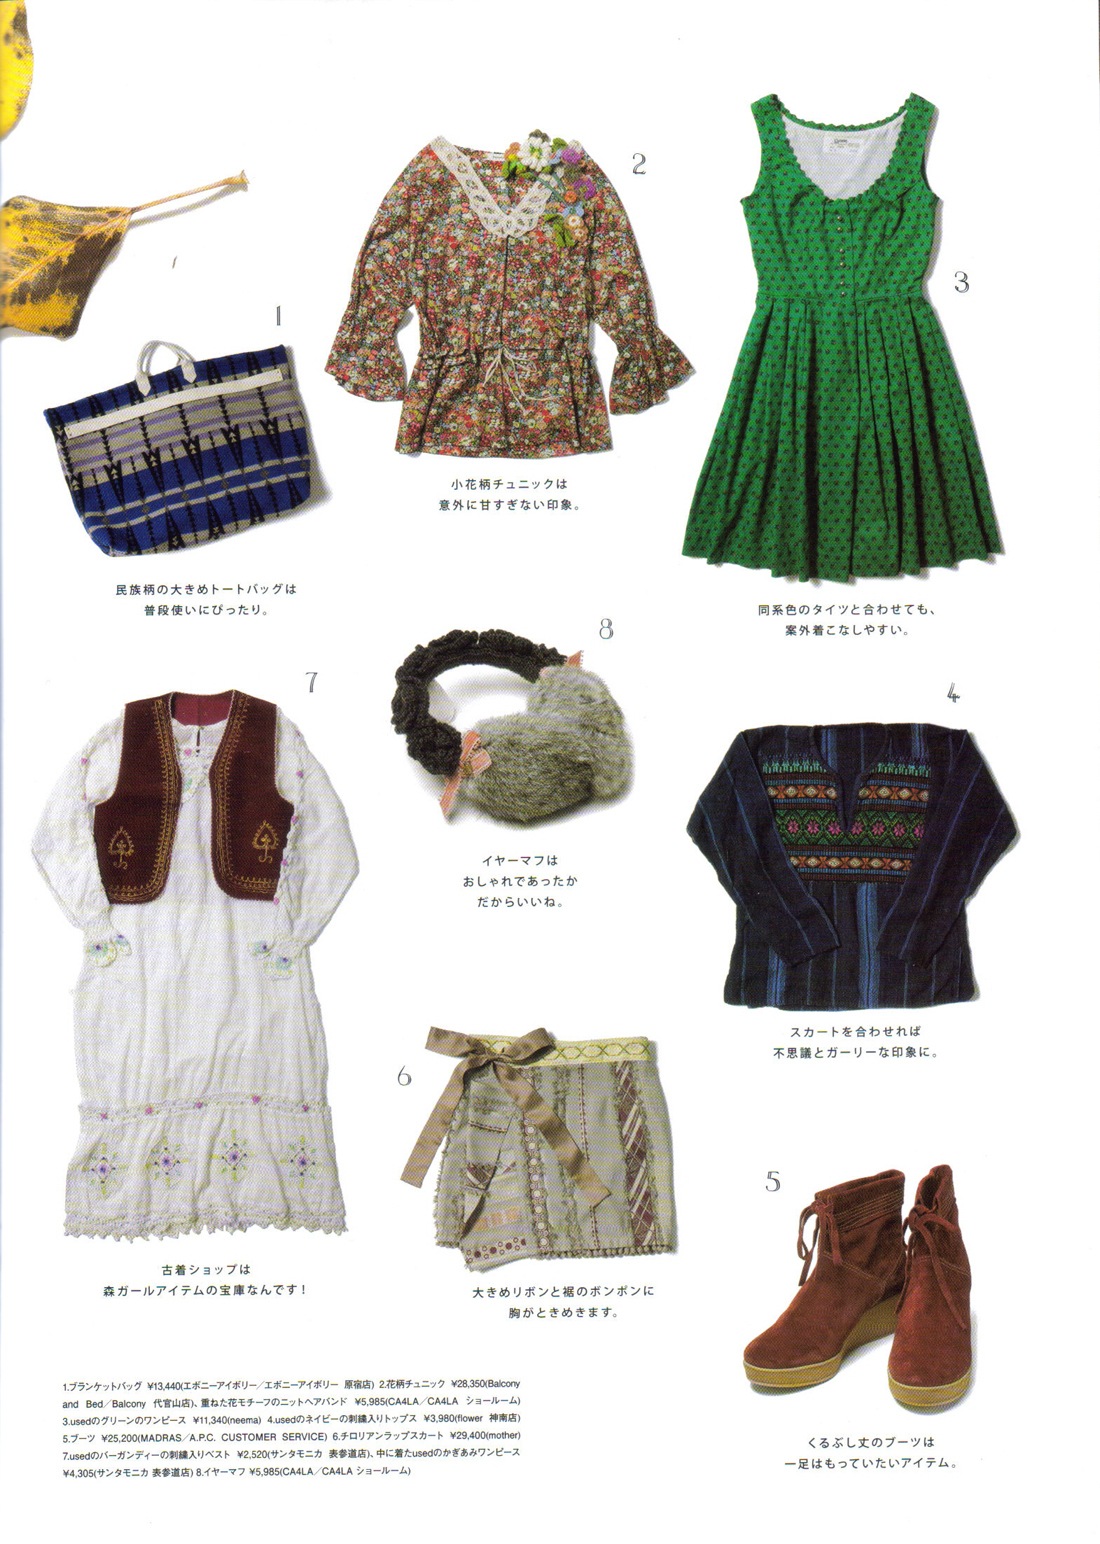 1
民族柄の大きめトートバッグは
普段使いにぴったり。
2
小花柄チュニックは
意外に甘すぎない印象。
3
同系色のタイツと合わせても、
案外着こなしやすい。
7
古着ショップは
森ガールアイテムの宝庫なんです！
8
イヤーマフは
おしゃれであったか
だからいいね。
4
スカートを合わせれば
不思議とガーリーな印象に。
6
大きめリボンと裾のポンポンに
胸がときめきます。
5
くるぶし丈のブーツは
一足はもっていたいアイテム。
1.ブランケットバッグ ¥13,440(エボニーアイボリー／エボニーアイボリー 原宿店) 2.花柄チュニック ¥28,350(Balcony
and Bed／Balcony 代官山店)、重ねた花モチーフのニットヘアバンド ¥5,985(CA4LA／CA4LA ショールーム)
3.usedのグリーンのワンピース ¥11,340(neema) 4.usedのネイビーの刺繍入りトップス ¥3,980(flower 神南店)
5.ブーツ ¥25,200(MADRAS／A.P.C. CUSTOMER SERVICE) 6.チロリアンラップスカート ¥29,400(mother)
7.usedのバーガンディーの刺繍入りベスト ¥2,520(サンタモニカ 表参道店)、中に着たusedのかぎあみワンピース
¥4,305(サンタモニカ 表参道店) 8.イヤーマフ ¥5,985(CA4LA／CA4LA ショールーム)